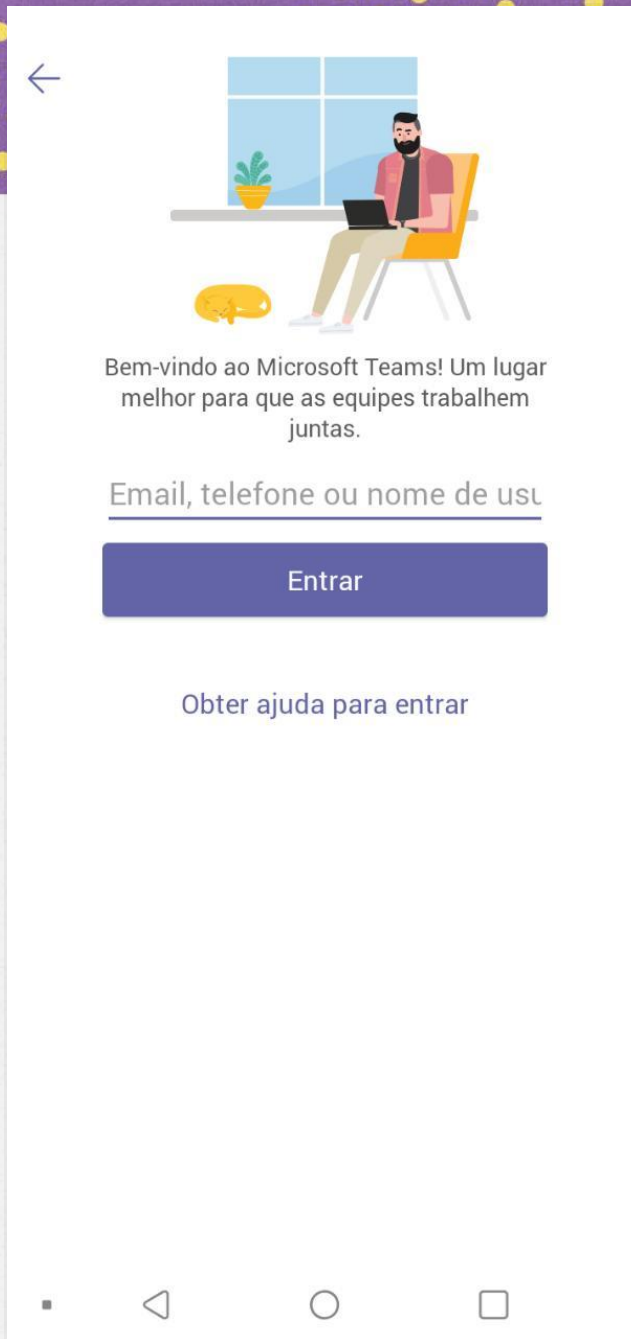 Bem-vindo ao Microsoft Teams! Um lugar
melhor para que as equipes trabalhem
juntas.
Email, telefone ou nome de usu
Entrar
Obter ajuda para entrar